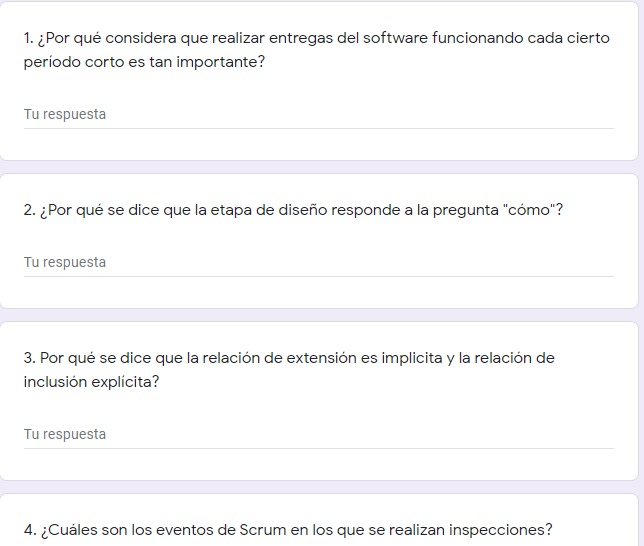 1. ¿Por qué considera que realizar entregas del software funcionando cada cierto
período corto es tan importante?
Tu respuesta
2. ¿Por qué se dice que la etapa de diseño responde a la pregunta "cómo"?
Tu respuesta
3. Por qué se dice que la relación de extensión es implicita y la relación de
inclusión explícita?
Tu respuesta
4. ¿Cuáles son los eventos de Scrum en los que se realizan inspecciones?